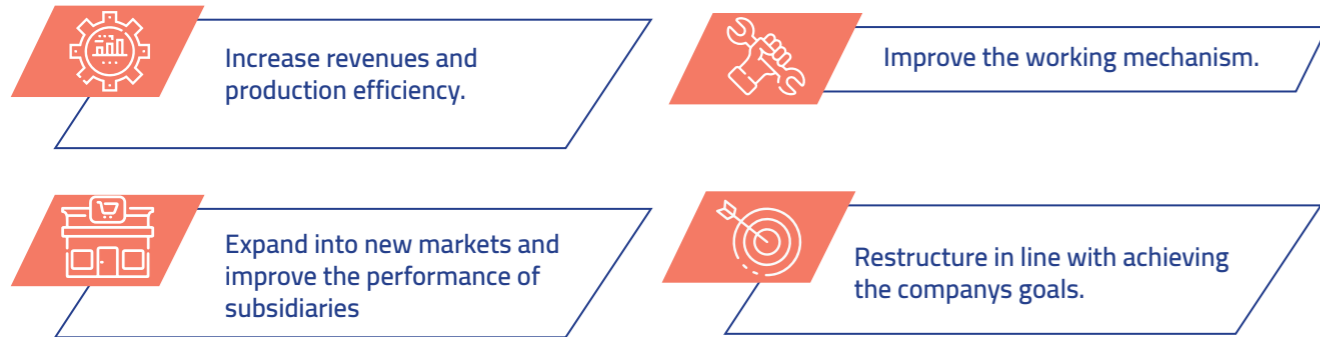 Increase revenues and
production efficiency.
Improve the working mechanism.
Expand into new markets and
improve the performance of
subsidiaries
Restructure in line with achieving
the companys goals.